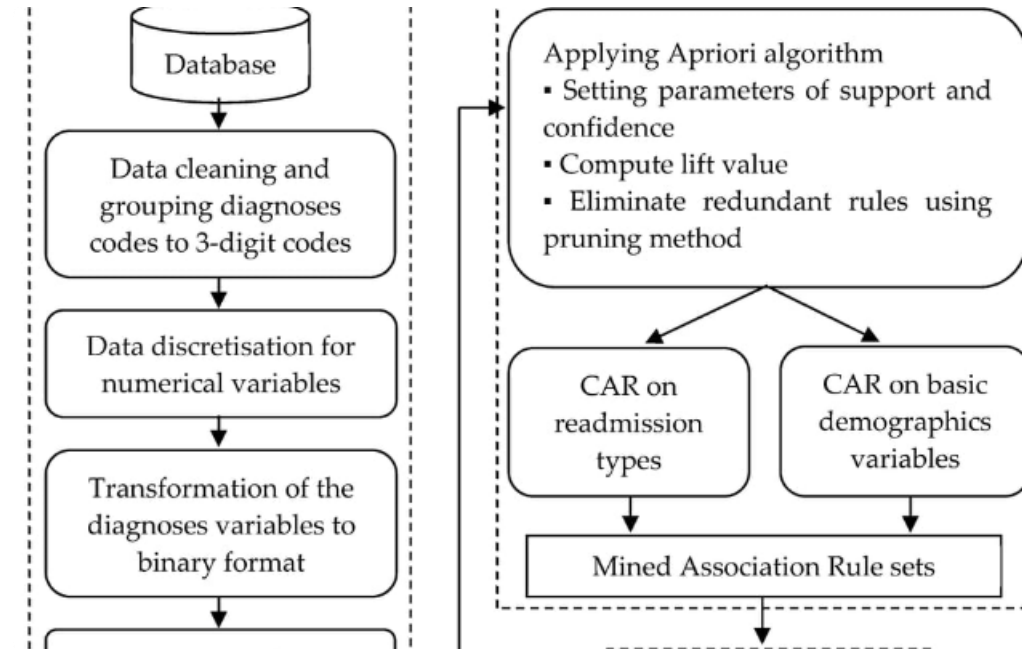 Database
Data cleaning and
grouping diagnoses
codes to 3-digit codes
Data discretisation for
numerical variables
Transformation of the
diagnoses variables to
binary format
Applying Apriori algorithm
▪ Setting parameters of support and
confidence
▪ Compute lift value
▪ Eliminate redundant rules using
pruning method
CAR on
readmission
types
CAR on basic
demographics
variables
Mined Association Rule sets